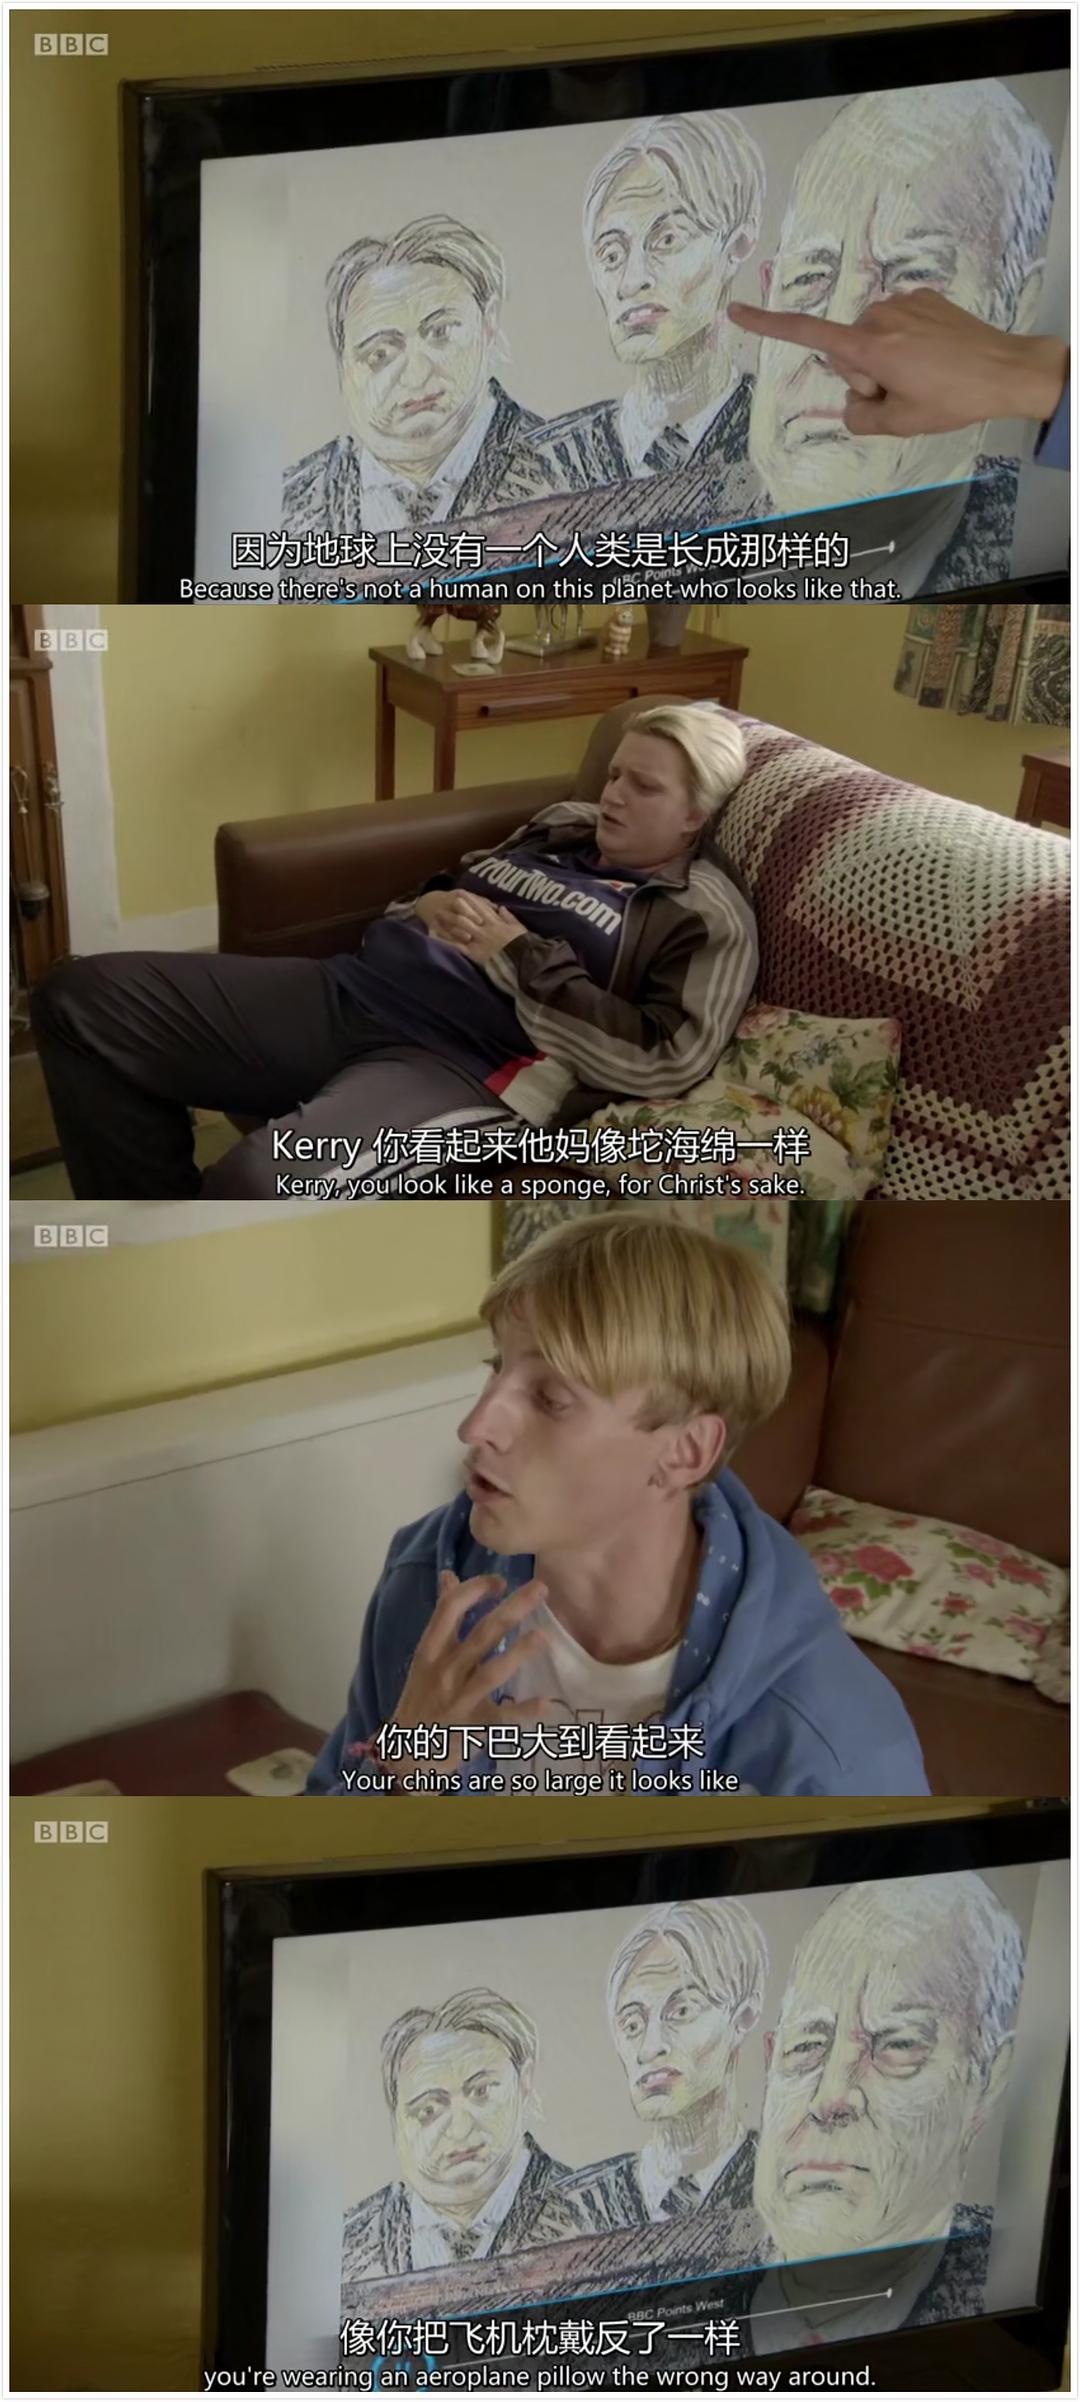 BBC
因为地球上没有一个人类是长成那样的
Because there's not a human on this planet who looks like that.
BBC
YourTwo.com
Kerry 你看起来他妈像坨海绵一样
Kerry, you look like a sponge, for Christ's sake.
BBC
你的下巴大到看起来
Your chins are so large it looks like
BBC
BBC Points West
像你把飞机枕戴反了一样
you're wearing an aeroplane pillow the wrong way around.